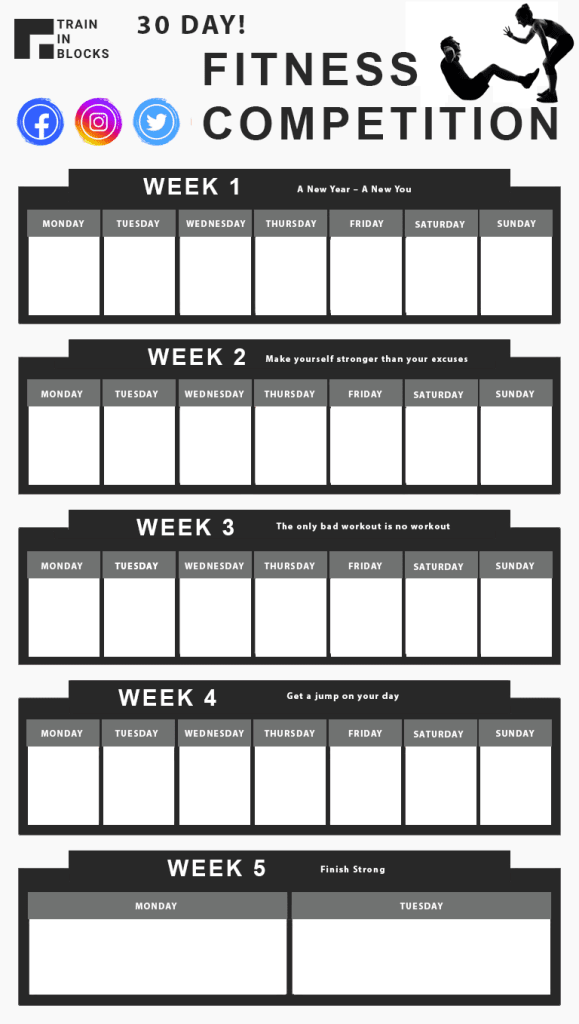 TRAIN
IN
BLOCKS
30 DAY!
FITNESS
COMPETITION
WEEK 1 A New Year – A New You
MONDAY TUESDAY WEDNESDAY THURSDAY FRIDAY SATURDAY SUNDAY
WEEK 2 Make yourself stronger than your excuses
MONDAY TUESDAY WEDNESDAY THURSDAY FRIDAY SATURDAY SUNDAY
WEEK 3 The only bad workout is no workout
MONDAY TUESDAY WEDNESDAY THURSDAY FRIDAY SATURDAY SUNDAY
WEEK 4 Get a jump on your day
MONDAY TUESDAY WEDNESDAY THURSDAY FRIDAY SATURDAY SUNDAY
WEEK 5 Finish Strong
MONDAY TUESDAY